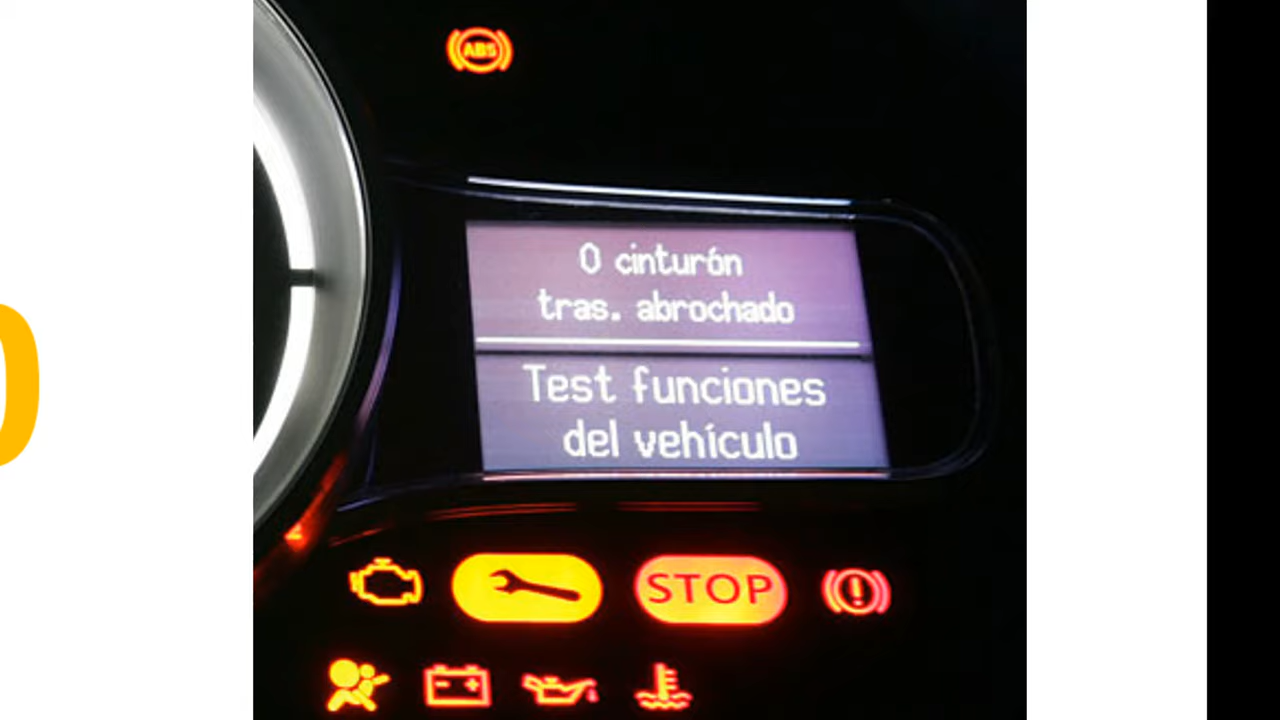 ABS
0 cinturón
tras. abrochado
Test funciones
del vehículo
STOP